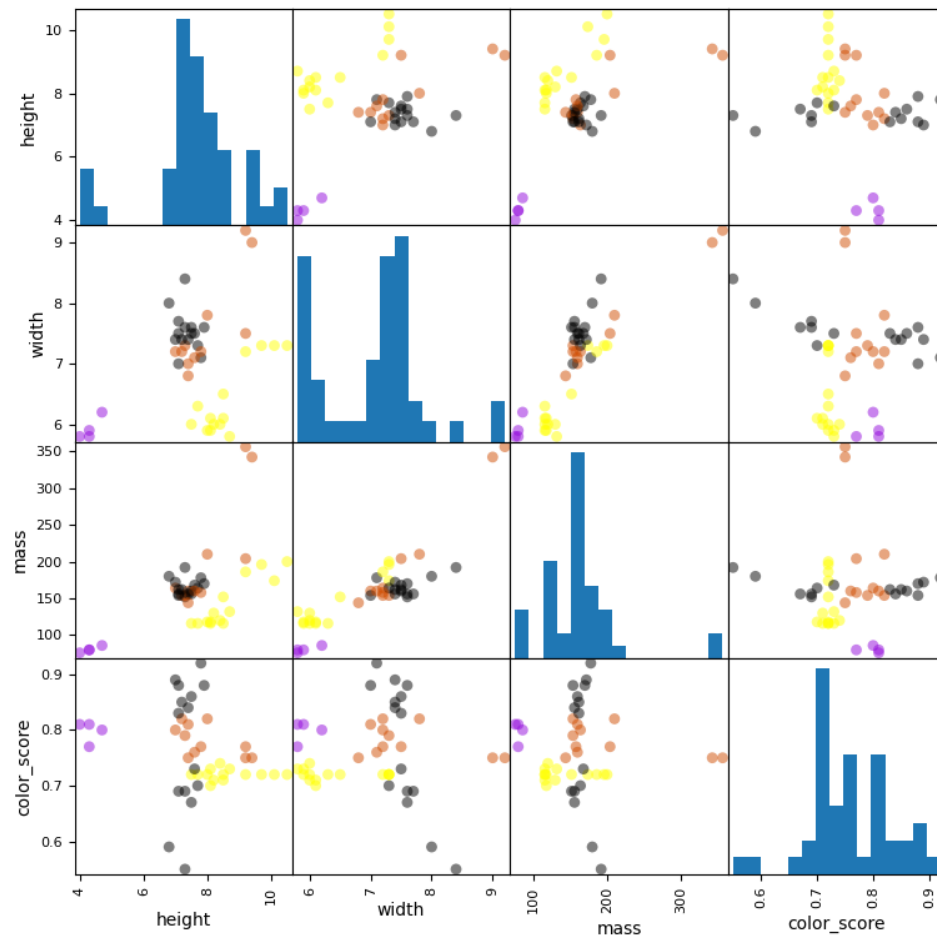 10
8
6
4
height
9
8
7
6
width
350
300
250
200
150
100
mass
0.9
0.8
0.7
0.6
color_score
4 6 8 10
6 7 8 9
100 200 300
0.6 0.7 0.8 0.9
height width mass color_score